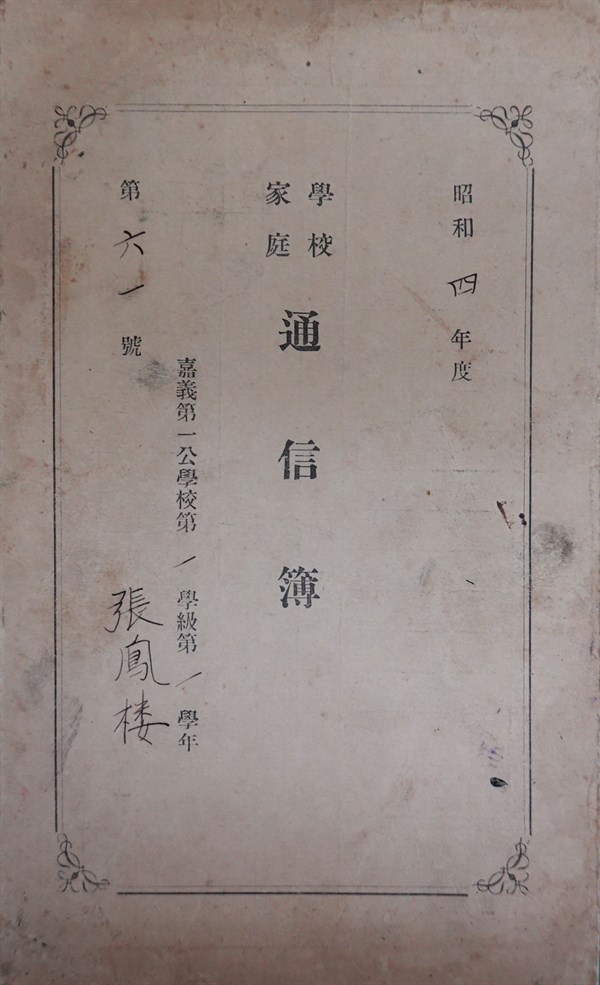 昭和四年度
學校
家庭
通信簿
第六一號
嘉義第一公學校第一學級第一學年
張鳳楼